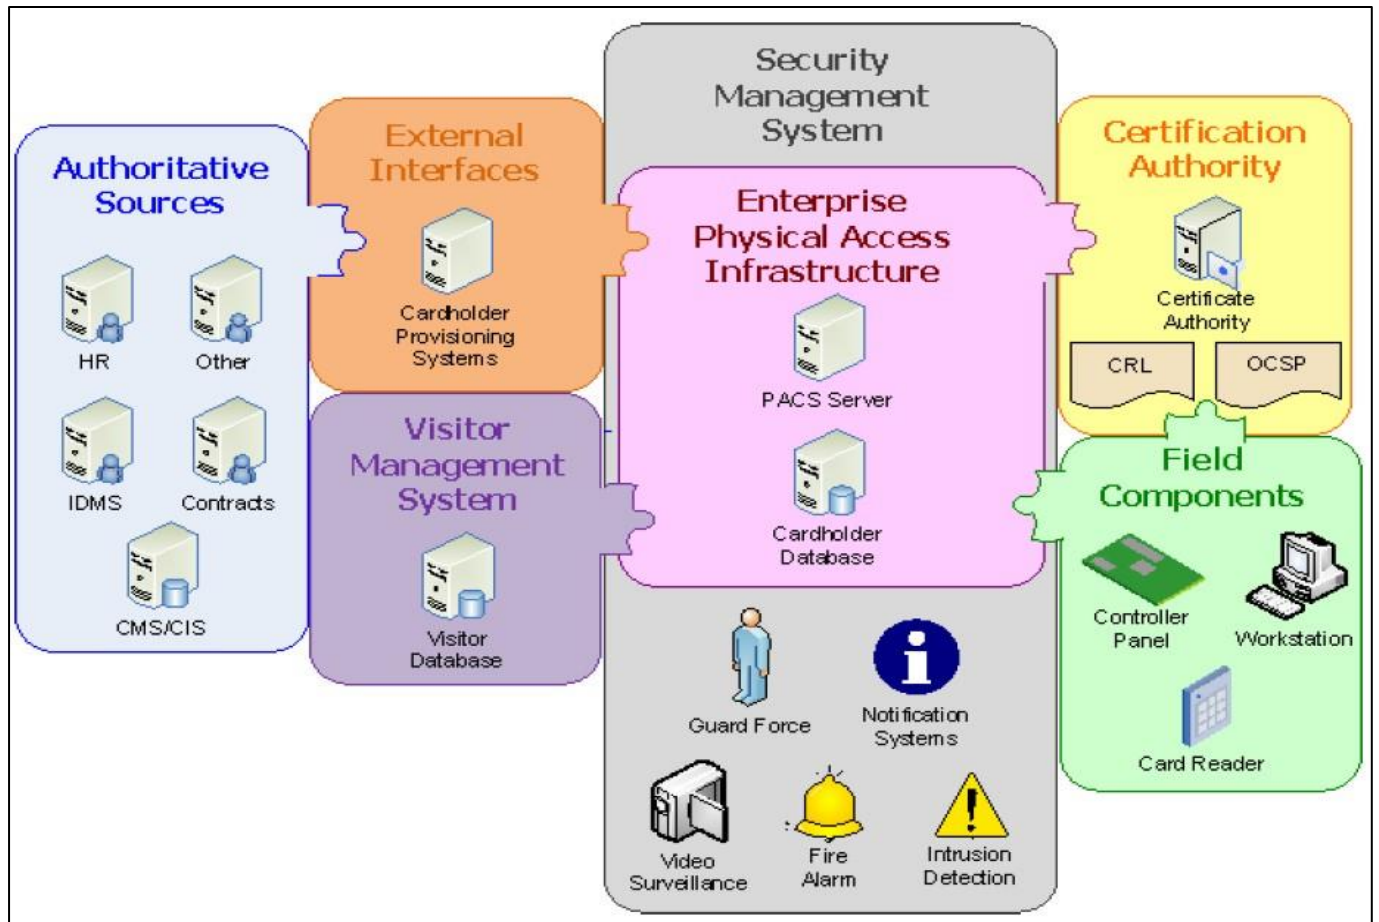 Security
Management
System
Authoritative
Sources
HR
Other
IDMS
Contracts
CMS/CIS
External
Interfaces
Cardholder
Provisioning
Systems
Visitor
Management
System
Visitor
Database
Enterprise
Physical Access
Infrastructure
PACS Server
Cardholder
Database
Guard Force
Notification
Systems
Video
Surveillance
Fire
Alarm
Intrusion
Detection
Certification
Authority
Certificate
Authority
CRL
OCSP
Field
Components
Controller
Panel
Workstation
Card Reader